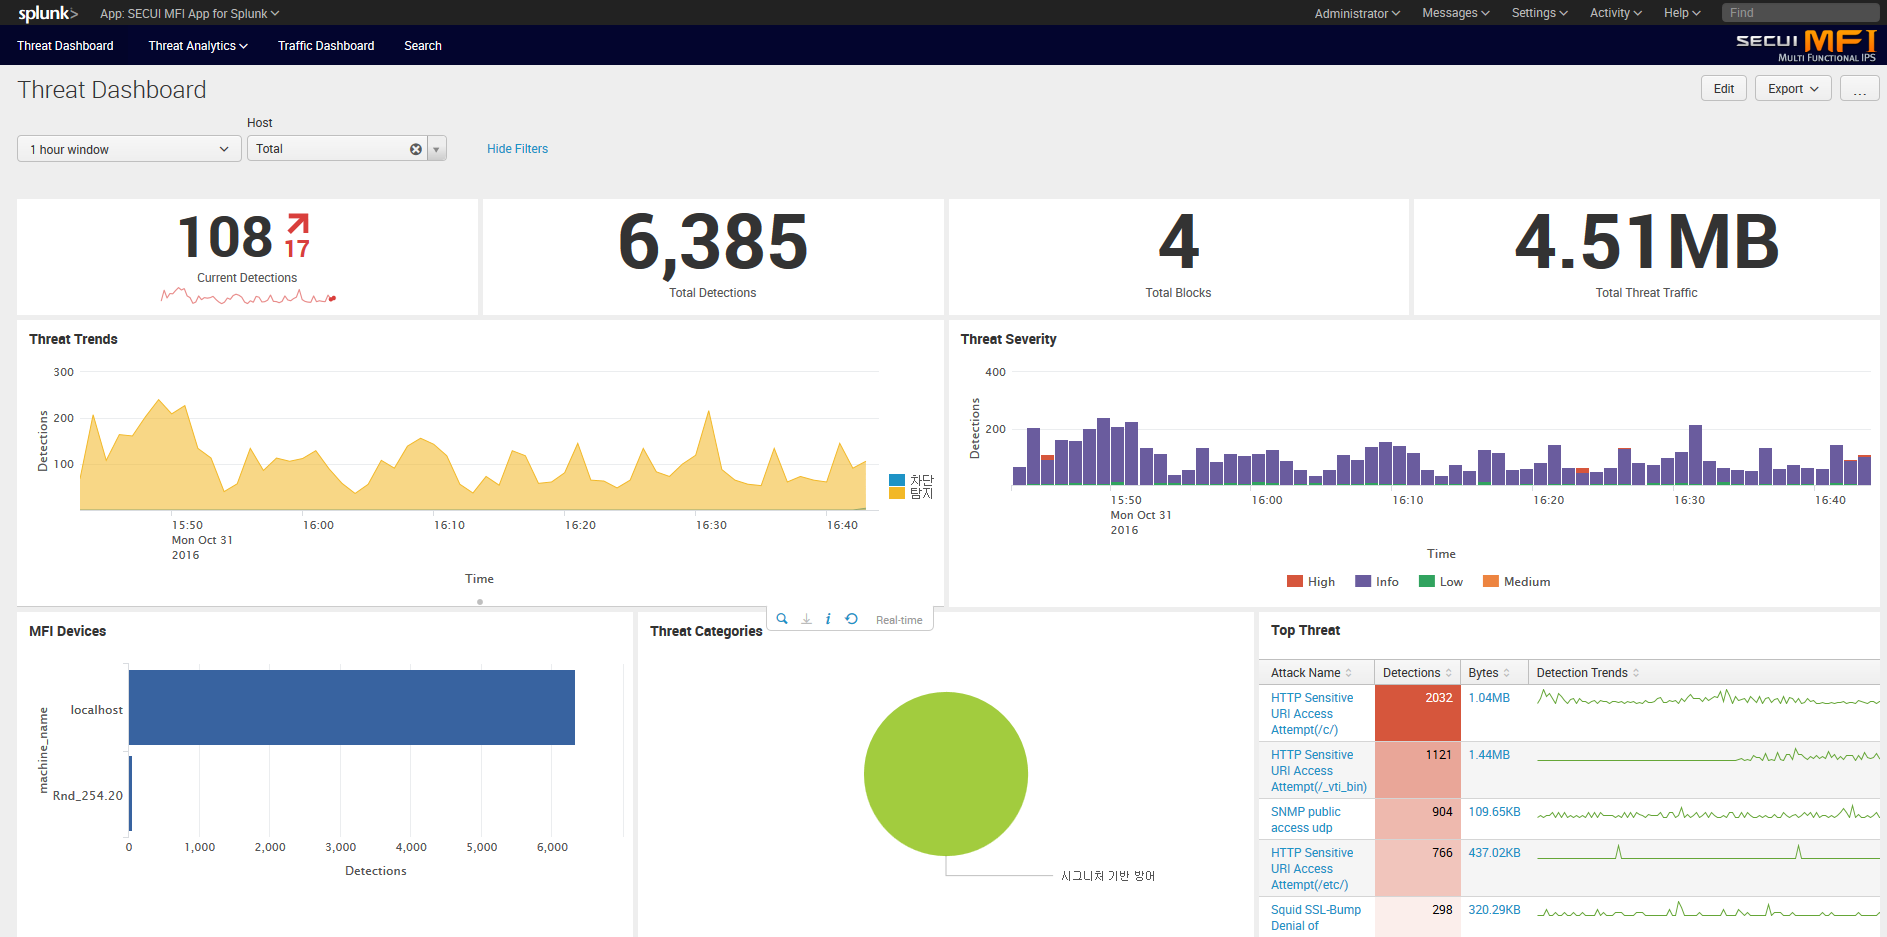 splunk> App: SECUI MFI App for Splunk Administrator Messages Settings Activity Help Find
Threat Dashboard Threat Analytics Traffic Dashboard Search
SECUI MFI
MULTI FUNCTIONAL IPS
Threat Dashboard
Edit Export ...
Host
1 hour window Total Hide Filters
108 17
Current Detections
6,385
Total Detections
4
Total Blocks
4.51MB
Total Threat Traffic
Threat Trends
300
200
100
Detections
차단
탐지
15:50 16:00 16:10 16:20 16:30 16:40
Mon Oct 31
2016
Time
Threat Severity
400
200
Detections
15:50 16:00 16:10 16:20 16:30 16:40
Mon Oct 31
2016
Time
High Info Low Medium
i Real-time
MFI Devices
machine_name
localhost
Rnd_254.20
0 1,000 2,000 3,000 4,000 5,000 6,000
Detections
Threat Categories
시그니처 기반 방어
Top Threat
Attack Name Detections Bytes Detection Trends
HTTP Sensitive
URI Access
Attempt(/c/)
2032 1.04MB
HTTP Sensitive
URI Access
Attempt(/_vti_bin)
1121 1.44MB
SNMP public
access udp
904 109.65KB
HTTP Sensitive
URI Access
Attempt(/etc/)
766 437.02KB
Squid SSL-Bump
Denial of
298 320.29KB